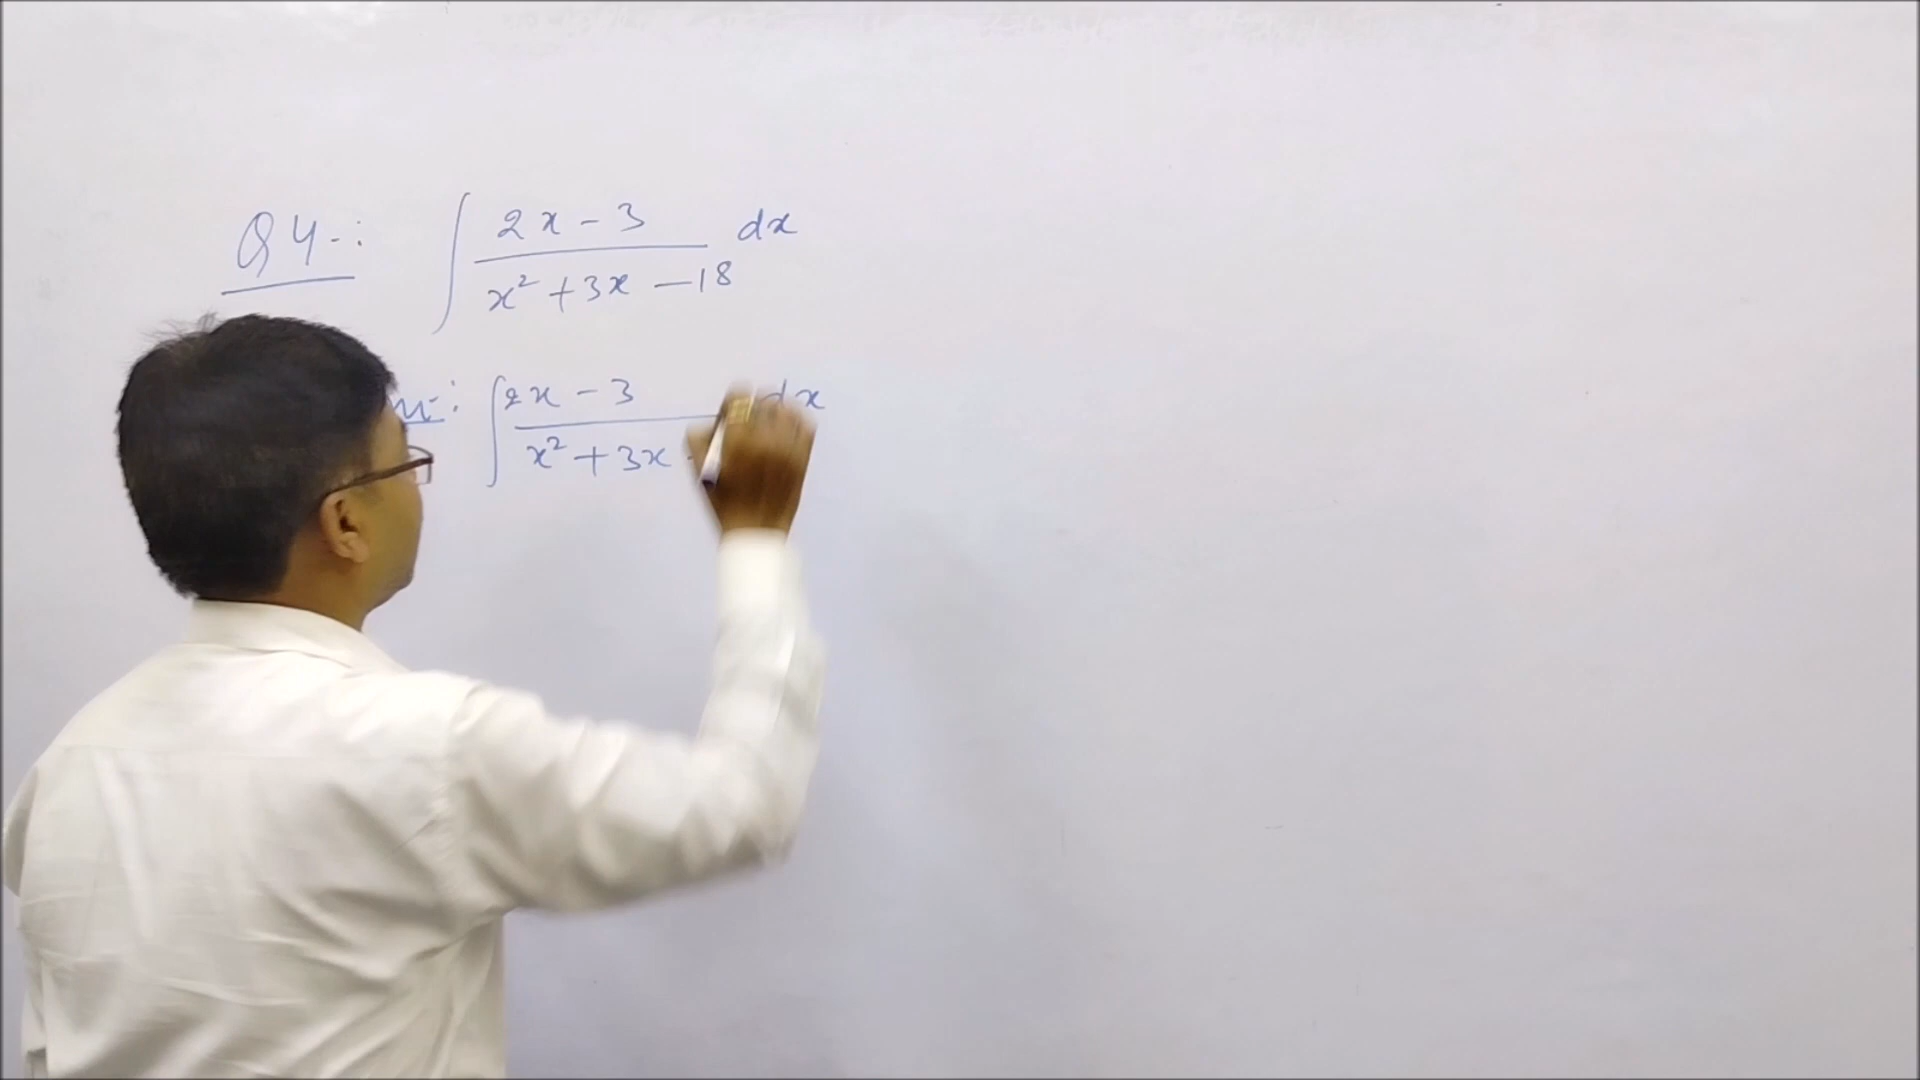 Q4-: ∫ (2x - 3)/(x² + 3x - 18) dx
∫ (2x - 3)/(x² + 3x dx